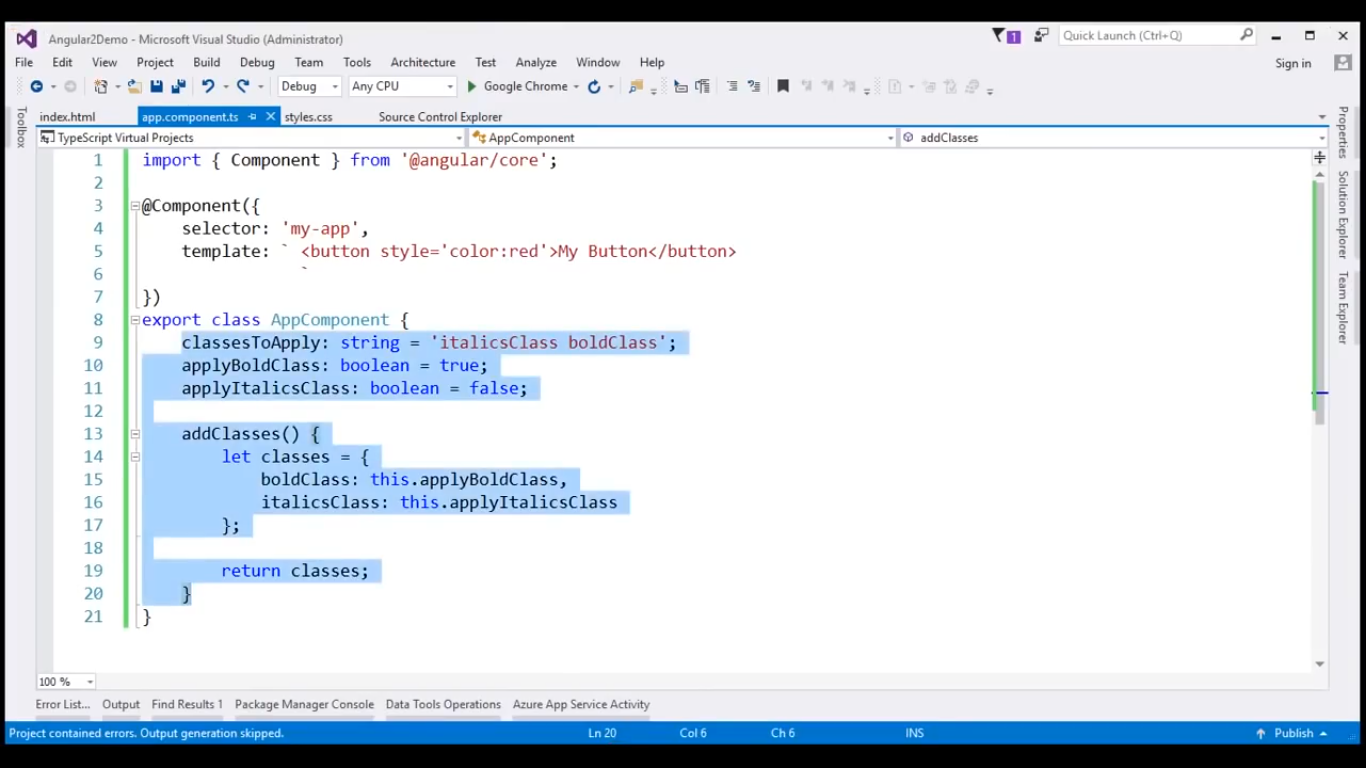 Angular2Demo - Microsoft Visual Studio (Administrator)
1
Quick Launch (Ctrl+Q)
File Edit View Project Build Debug Team Tools Architecture Test Analyze Window Help
Sign in
Debug Any CPU Google Chrome
index.html app.component.ts styles.css Source Control Explorer
TypeScript Virtual Projects AppComponent addClasses
Toolbox
1 import { Component } from '@angular/core';
2
3 @Component({
4 selector: 'my-app',
5 template: ` <button style='color:red'>My Button</button>
6 `
7 })
8 export class AppComponent {
9 classesToApply: string = 'italicsClass boldClass';
10 applyBoldClass: boolean = true;
11 applyItalicsClass: boolean = false;
12
13 addClasses() {
14 let classes = {
15 boldClass: this.applyBoldClass,
16 italicsClass: this.applyItalicsClass
17 };
18
19 return classes;
20 }
21 }
Properties
Solution Explorer
Team Explorer
100 %
Error List... Output Find Results 1 Package Manager Console Data Tools Operations Azure App Service Activity
Project contained errors. Output generation skipped. Ln 20 Col 6 Ch 6 INS Publish